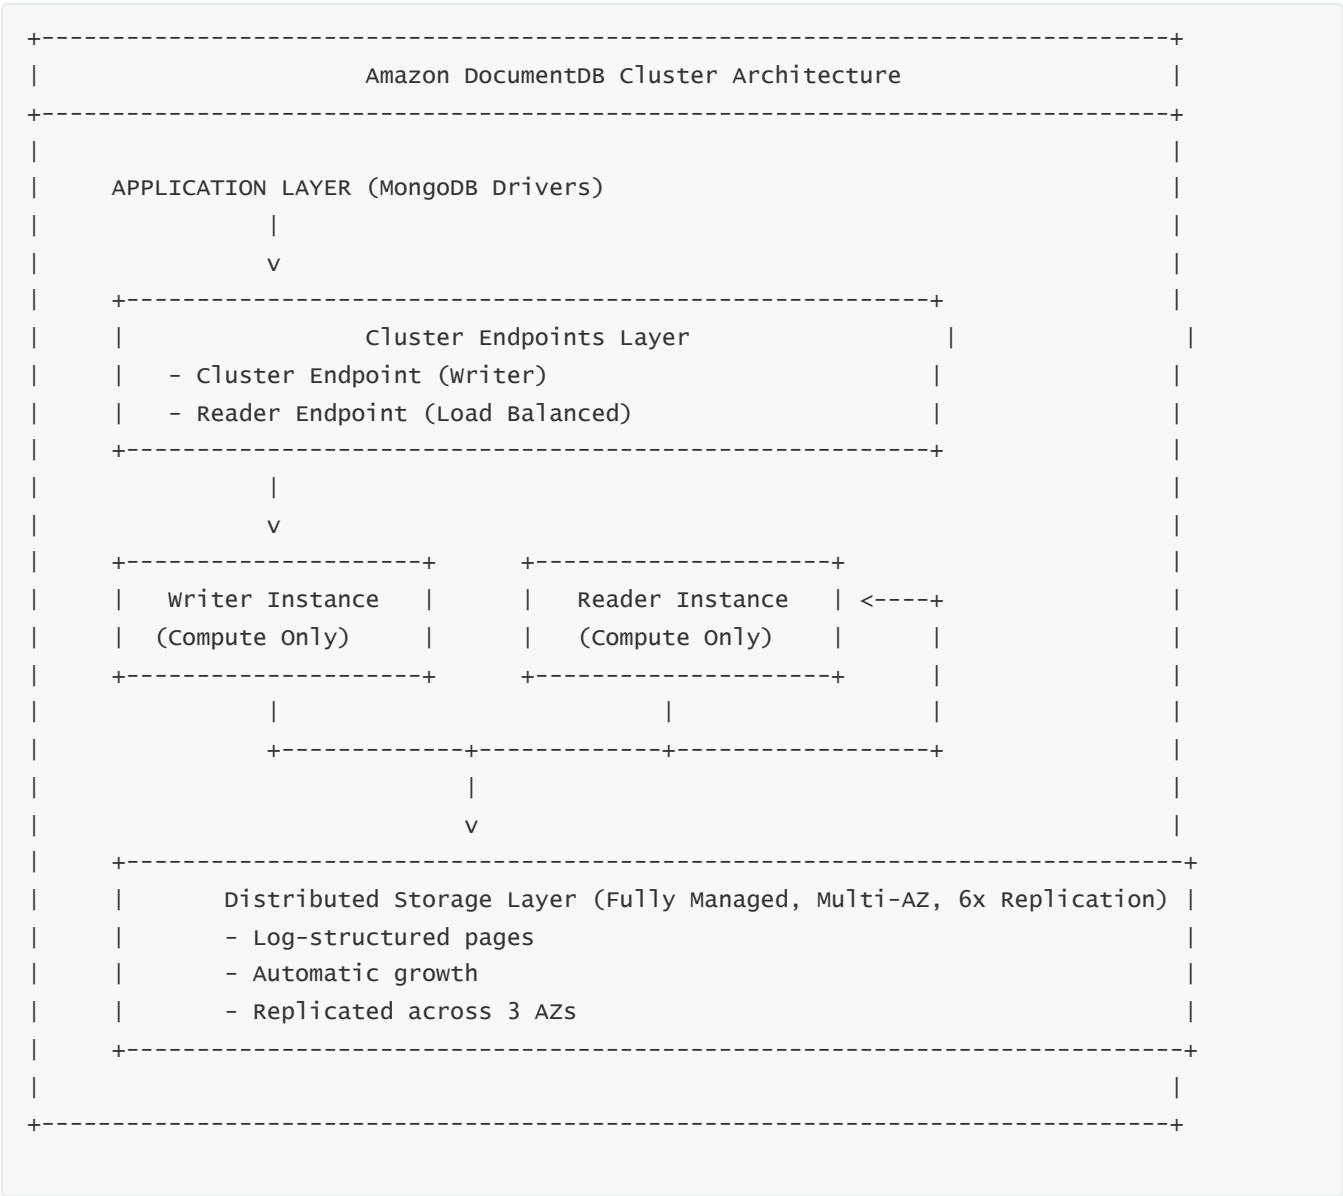 +--------------------------------------------------------------------------------+
|                       Amazon DocumentDB Cluster Architecture                   |
+--------------------------------------------------------------------------------+
|                                                                                |
|     APPLICATION LAYER (MongoDB Drivers)                                        |
|                |                                                               |
|                v                                                               |
|     +---------------------------------------------------------+                |
|     |                 Cluster Endpoints Layer                  |                |
|     |   - Cluster Endpoint (Writer)                           |                |
|     |   - Reader Endpoint (Load Balanced)                     |                |
|     +---------------------------------------------------------+                |
|                |                                                               |
|                v                                                               |
|     +---------------------+      +---------------------+                       |
|     |   Writer Instance   |      |   Reader Instance   | <----+                |
|     |  (Compute Only)     |      |   (Compute Only)    |      |                |
|     +---------------------+      +---------------------+      |                |
|                |                           |                  |                |
|                +-------------+-------------+------------------+                |
|                              |                                                 |
|                              v                                                 |
|     +---------------------------------------------------------------------------+
|     |       Distributed Storage Layer (Fully Managed, Multi-AZ, 6x Replication) |
|     |       - Log-structured pages                                              |
|     |       - Automatic growth                                                  |
|     |       - Replicated across 3 AZs                                           |
|     +---------------------------------------------------------------------------+
|                                                                                |
+--------------------------------------------------------------------------------+